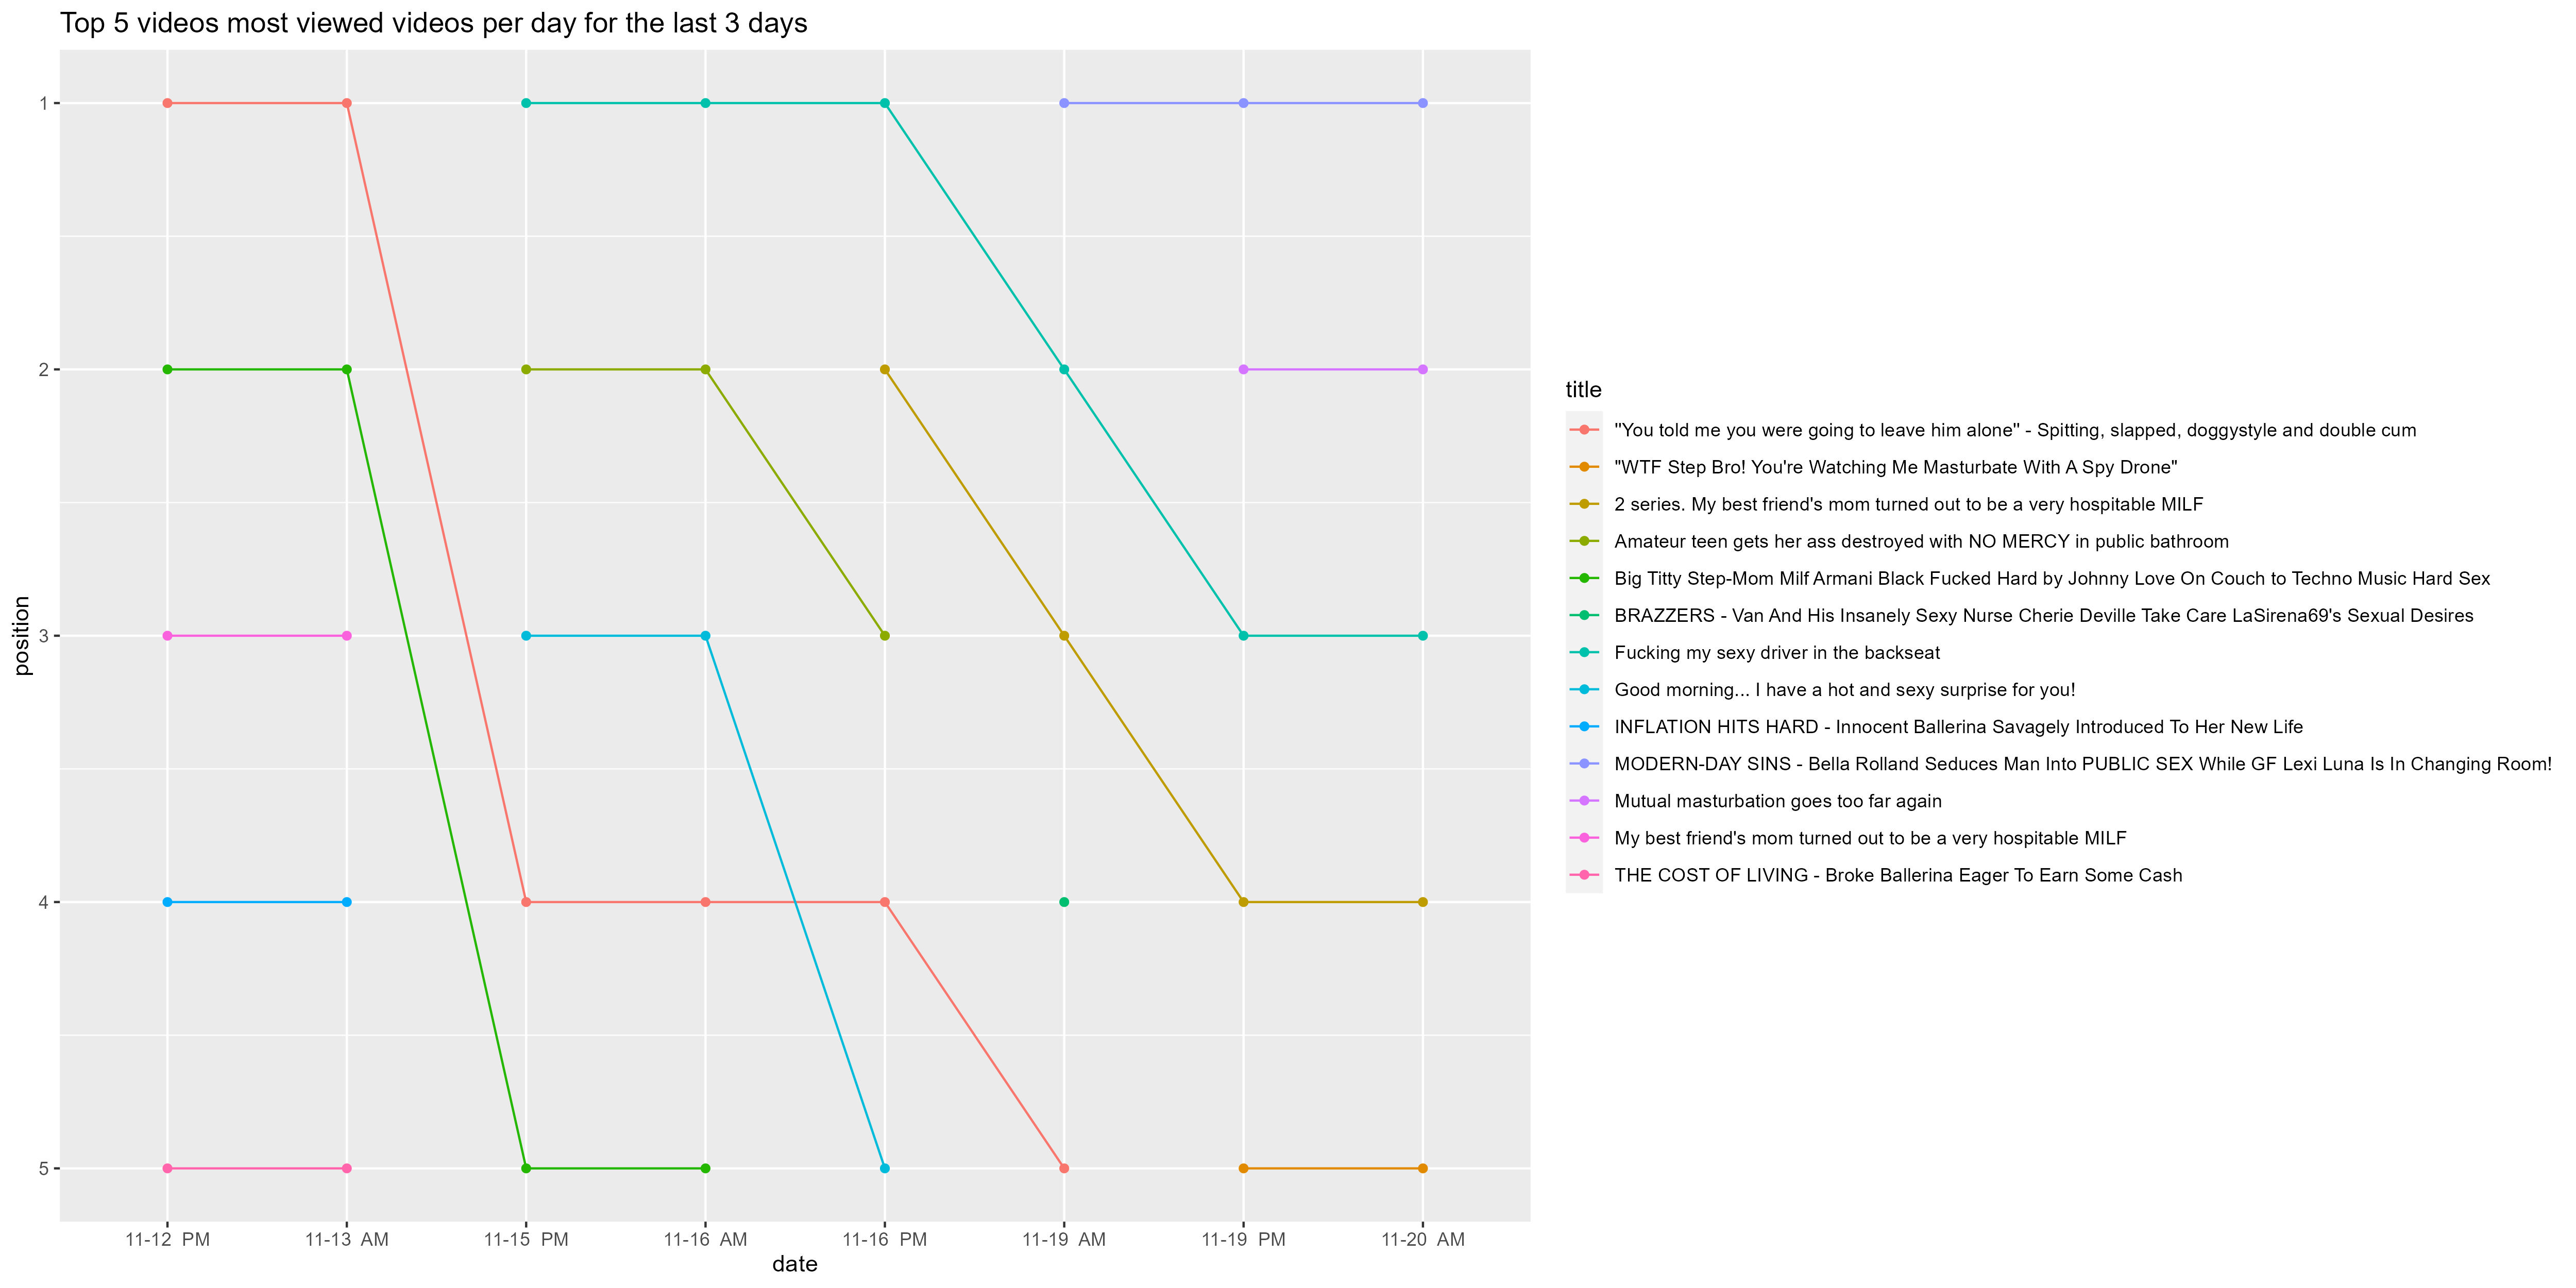 Top 5 videos most viewed videos per day for the last 3 days
position
1
2
3
4
5
11-12 PM
11-13 AM
11-15 PM
11-16 AM
11-16 PM
11-19 AM
11-19 PM
11-20 AM
date
title
"You told me you were going to leave him alone" - Spitting, slapped, doggystyle and double cum
"WTF Step Bro! You're Watching Me Masturbate With A Spy Drone"
2 series. My best friend's mom turned out to be a very hospitable MILF
Amateur teen gets her ass destroyed with NO MERCY in public bathroom
Big Titty Step-Mom Milf Armani Black Fucked Hard by Johnny Love On Couch to Techno Music Hard Sex
BRAZZERS - Van And His Insanely Sexy Nurse Cherie Deville Take Care LaSirena69's Sexual Desires
Fucking my sexy driver in the backseat
Good morning... I have a hot and sexy surprise for you!
INFLATION HITS HARD - Innocent Ballerina Savagely Introduced To Her New Life
MODERN-DAY SINS - Bella Rolland Seduces Man Into PUBLIC SEX While GF Lexi Luna Is In Changing Room!
Mutual masturbation goes too far again
My best friend's mom turned out to be a very hospitable MILF
THE COST OF LIVING - Broke Ballerina Eager To Earn Some Cash